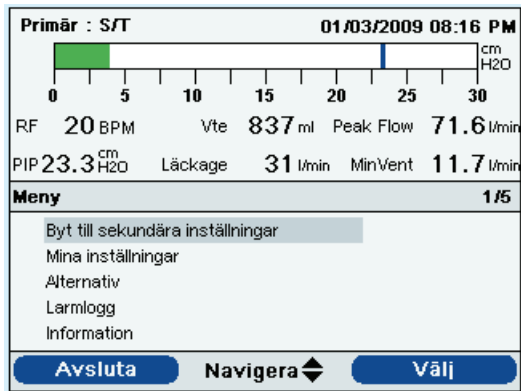 Primär : S/T 01/03/2009 08:16 PM
cm
H2O
0 5 10 15 20 25 30
RF 20 BPM Vte 837 ml Peak Flow 71.6 l/min
PIP 23.3 cm H2O Läckage 31 l/min MinVent 11.7 l/min
Meny 1/5
Byt till sekundära inställningar
Mina inställningar
Alternativ
Larmlogg
Information
Avsluta Navigera Välj